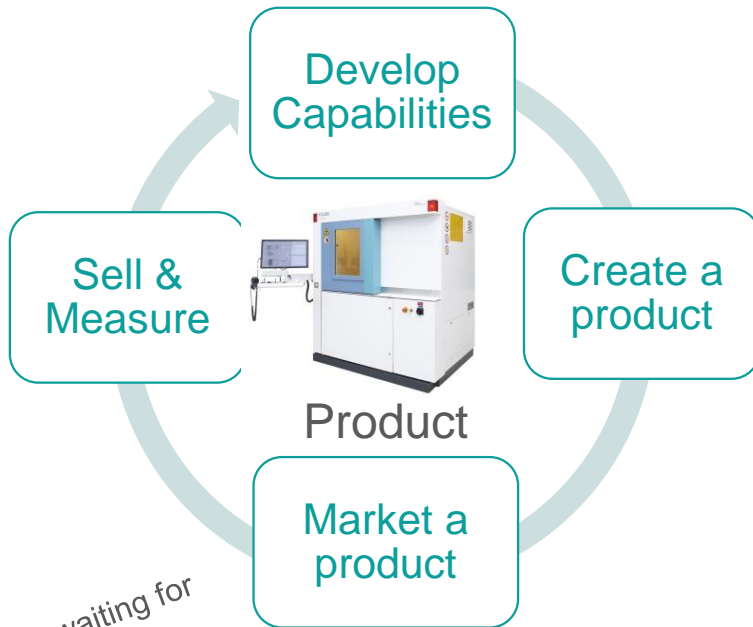 Develop
Capabilities
Sell &
Measure
Create a
product
Product
Market a
product
waiting for